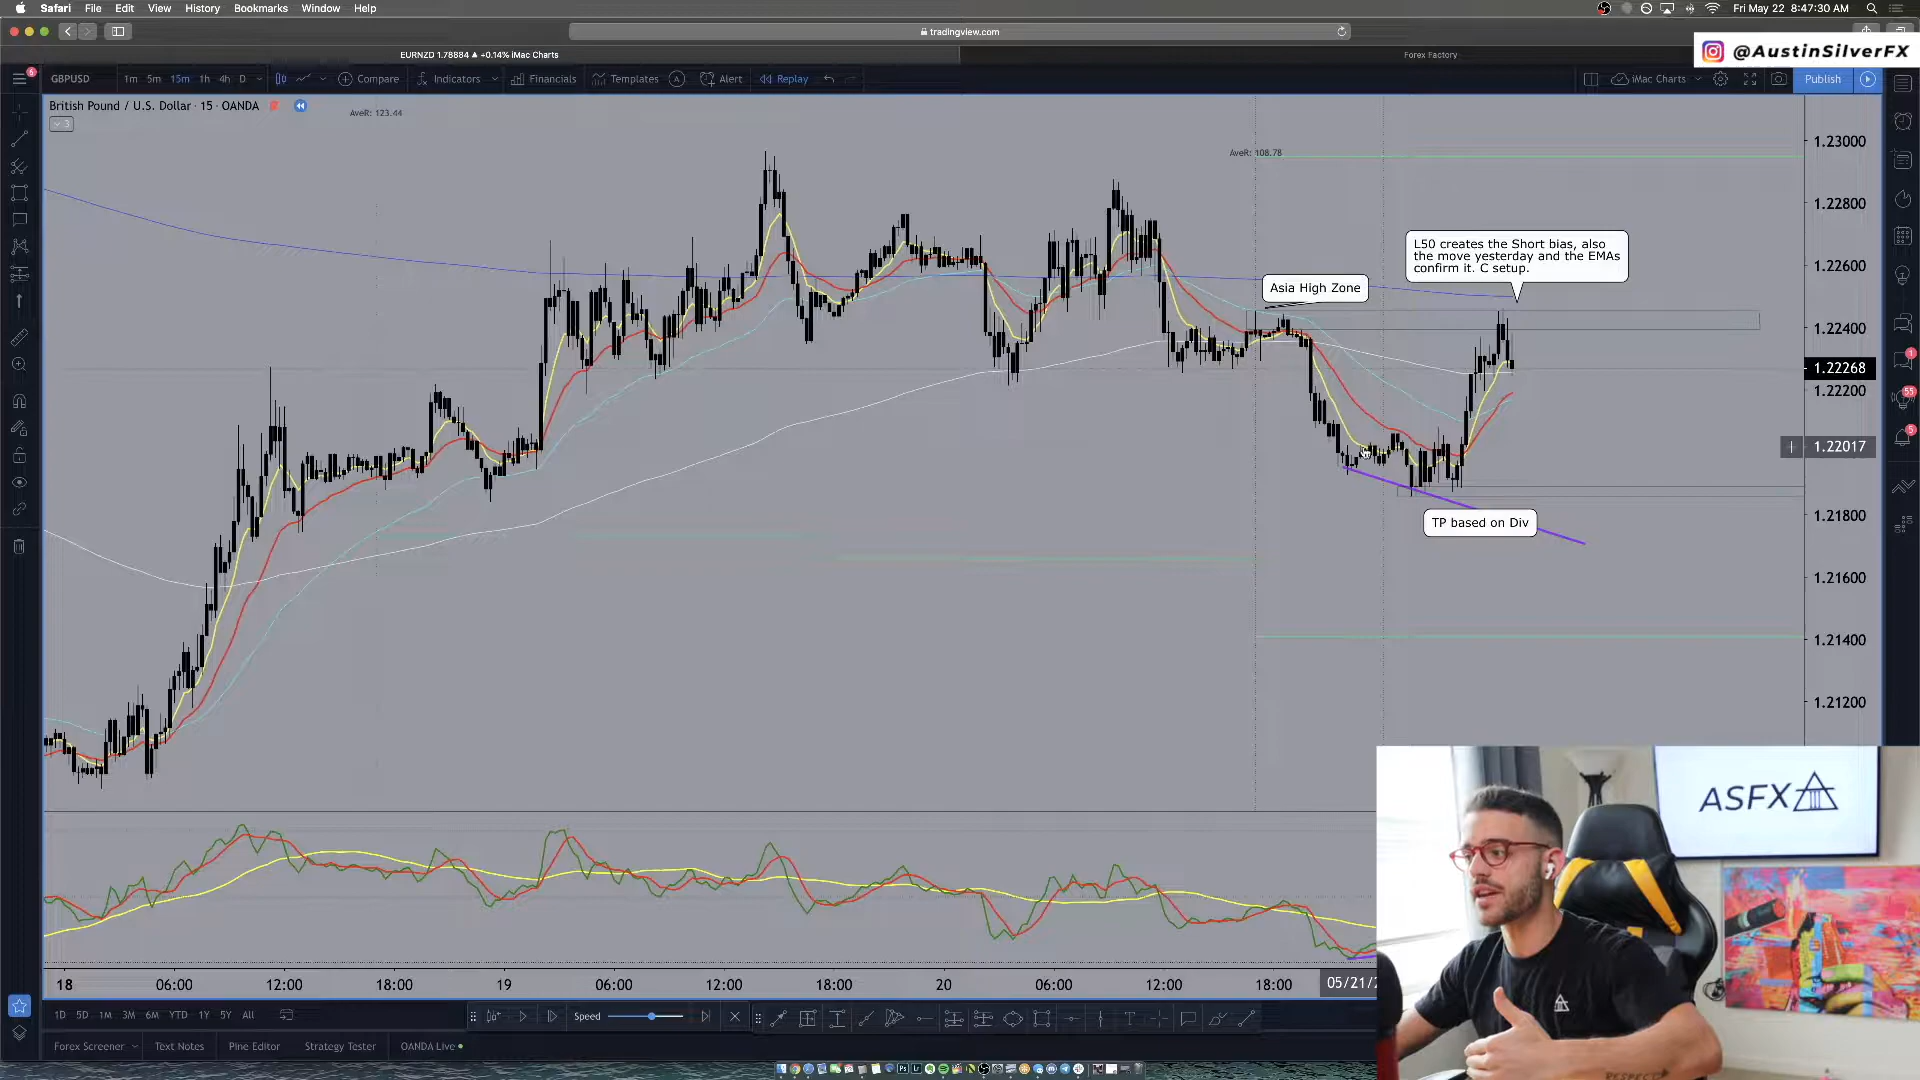 Safari File Edit View History Bookmarks Window Help
Fri May 22 8:47:30 AM
tradingview.com
EURNZD 1.78884 ▲ +0.14% iMac Charts
Forex Factory
@AustinSilverFX
GBPUSD 1m 5m 15m 1h 4h D Compare Indicators Financials Templates Alert Replay iMac Charts Publish
British Pound / U.S. Dollar · 15 · OANDA
3
AveR: 123.44
AveR: 108.78
L50 creates the Short bias, also
the move yesterday and the EMAs
confirm it. C setup.
Asia High Zone
TP based on Div
1.23000
1.22800
1.22600
1.22400
1.22268
1.22200
1.22017
1.21800
1.21600
1.21400
1.21200
ASFX
18 06:00 12:00 18:00 19 06:00 12:00 18:00 20 06:00 12:00 18:00 05/21/2
1D 5D 1M 3M 6M YTD 1Y 5Y All
Speed
Forex Screener Text Notes Pine Editor Strategy Tester OANDA Live